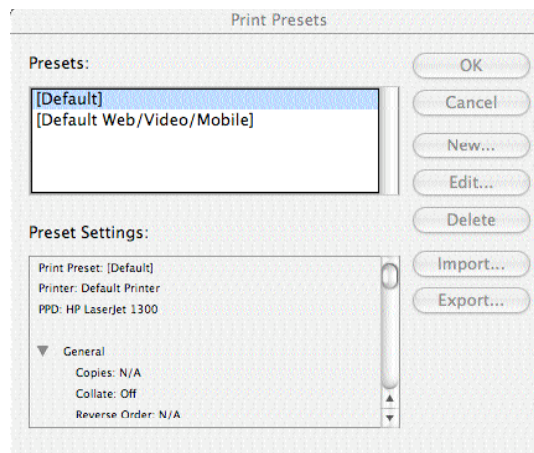 Print Presets
Presets:
[Default]
[Default Web/Video/Mobile]
OK
Cancel
New...
Edit...
Delete
Import...
Export...
Preset Settings:
Print Preset: [Default]
Printer: Default Printer
PPD: HP LaserJet 1300
General
Copies: N/A
Collate: Off
Reverse Order: N/A